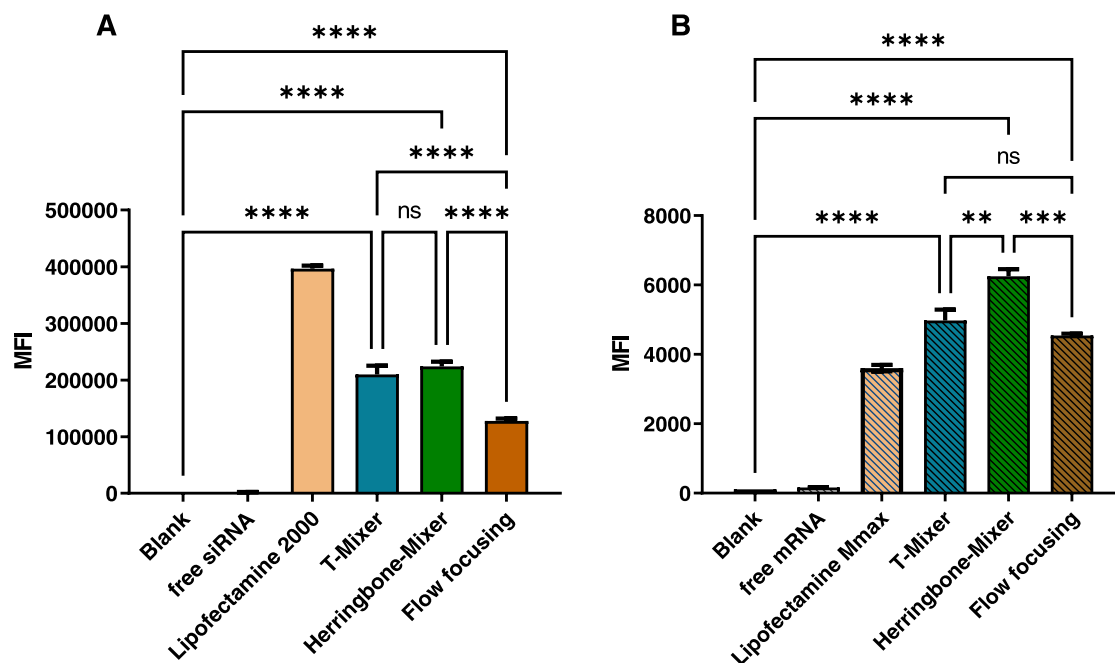 A
****
****
****
**** ns ****
500000
400000
300000
200000
100000
0
MFI
Blank
free siRNA
Lipofectamine 2000
T-Mixer
Herringbone-Mixer
Flow focusing
B
****
****
ns
**** ** ***
8000
6000
4000
2000
0
MFI
Blank
free mRNA
Lipofectamine Mmax
T-Mixer
Herringbone-Mixer
Flow focusing